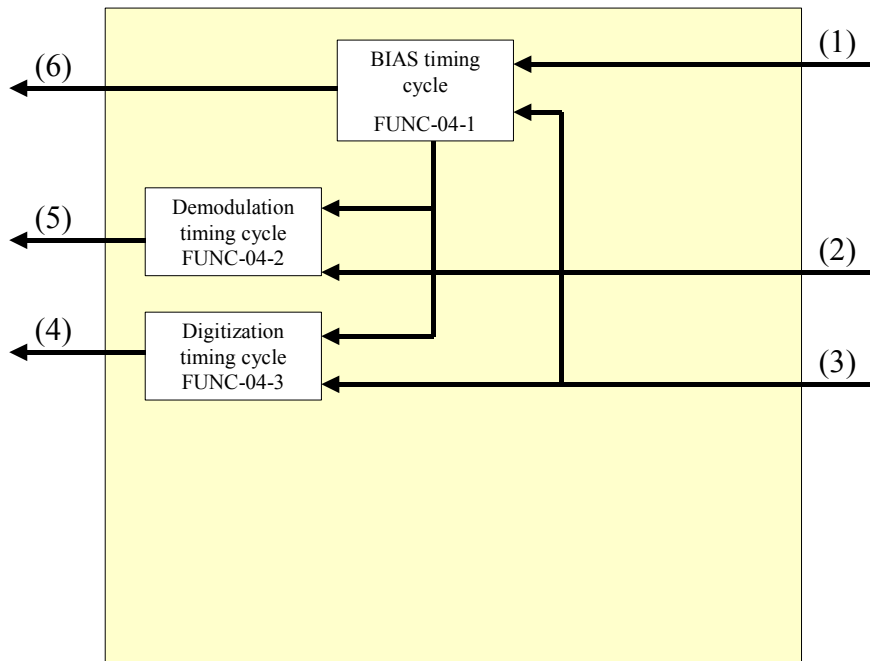 (1)
BIAS timing
cycle
FUNC-04-1
(6)
Demodulation
timing cycle
FUNC-04-2
(5)
(2)
Digitization
timing cycle
FUNC-04-3
(4)
(3)